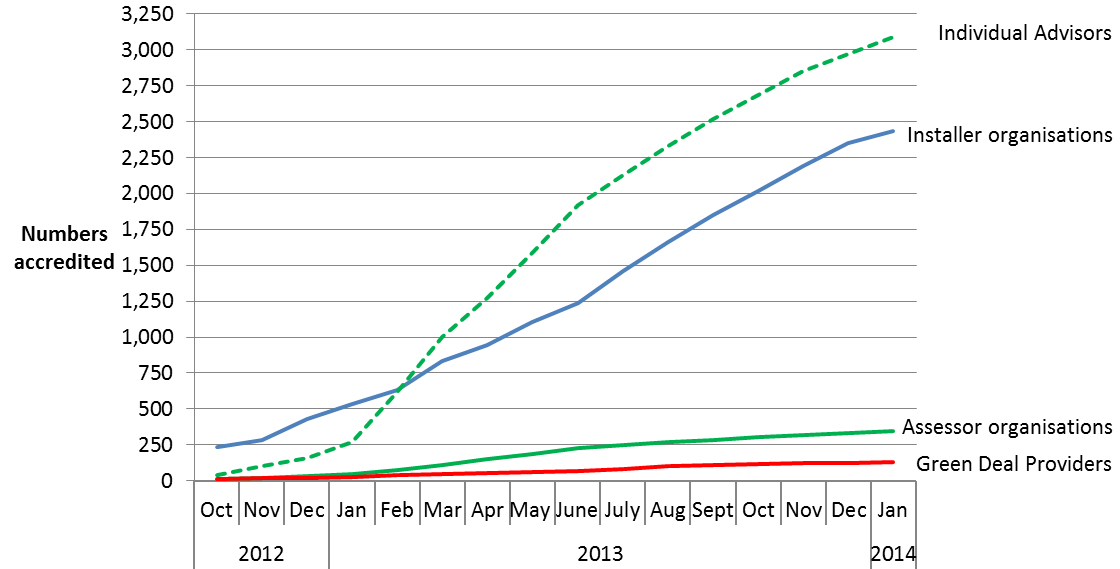 3,250
3,000
2,750
2,500
2,250
2,000
1,750
1,500
1,250
1,000
750
500
250
0
Numbers
accredited
Individual Advisors
Installer organisations
Assessor organisations
Green Deal Providers
Oct Nov Dec Jan Feb Mar Apr May June July Aug Sept Oct Nov Dec Jan
2012 2013 2014